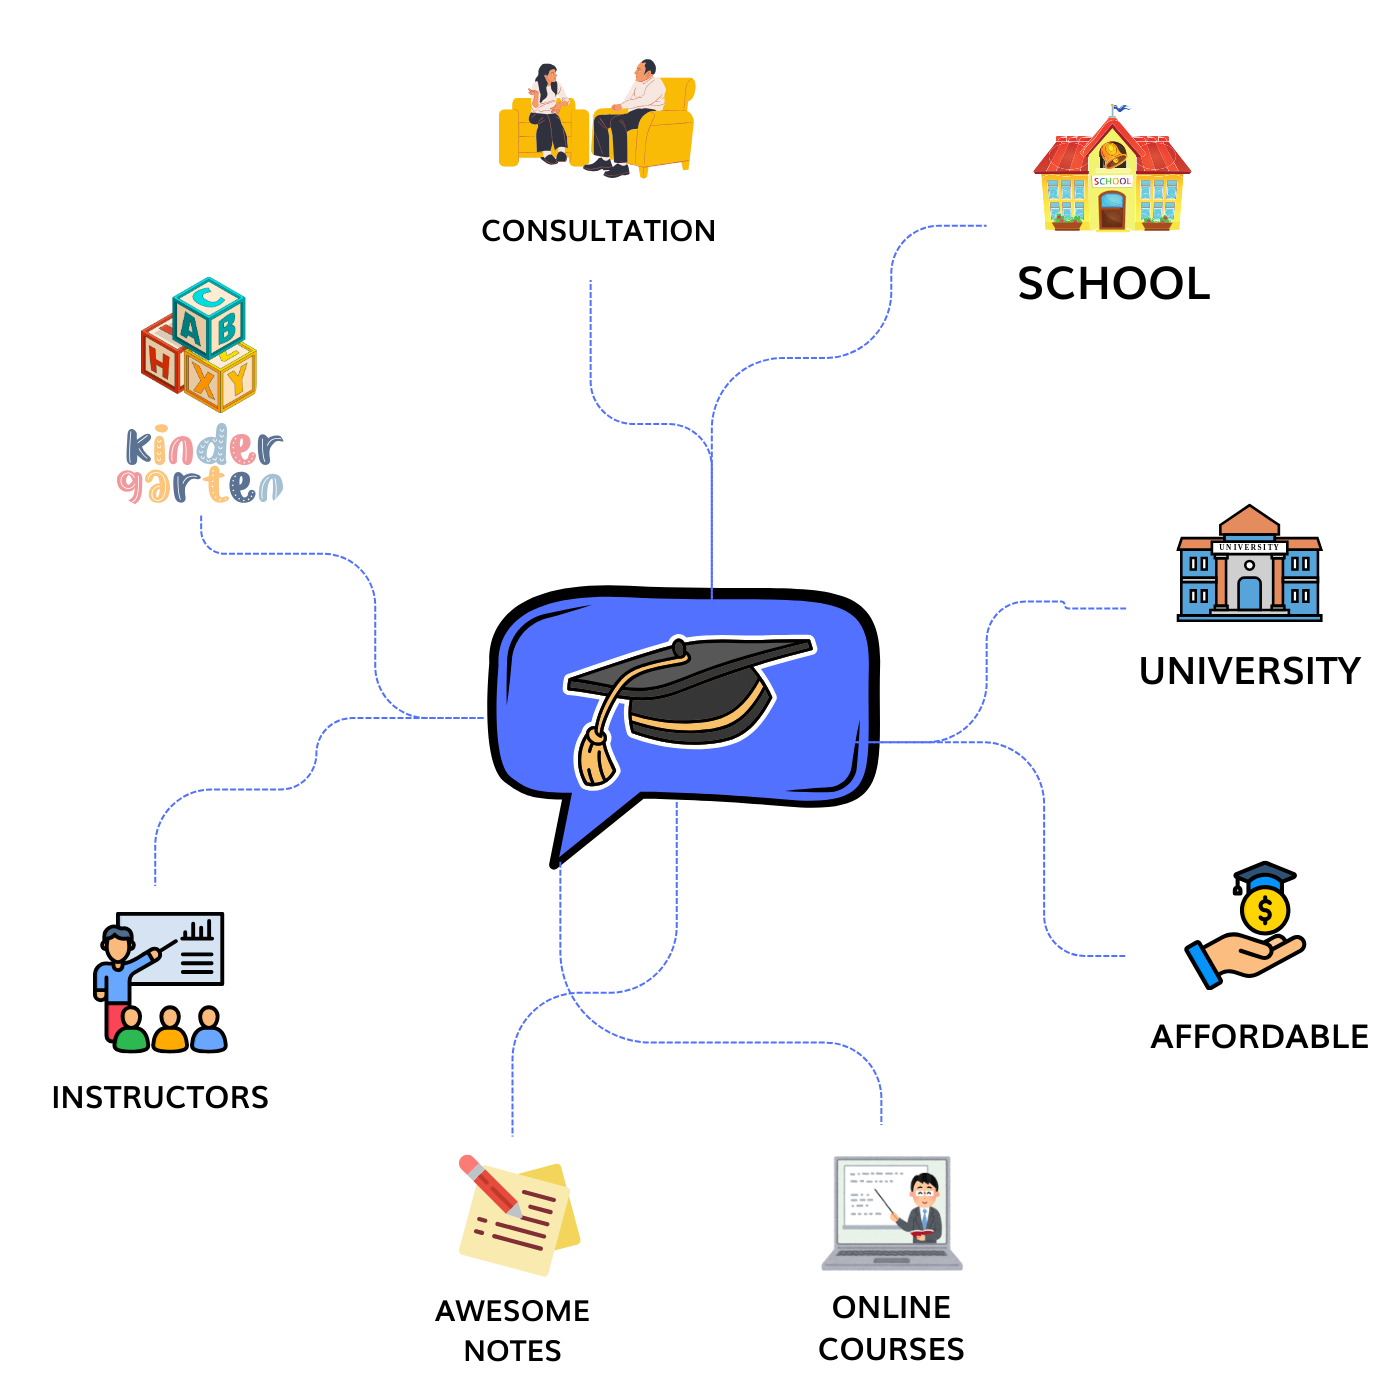 CONSULTATION
SCHOOL
SCHOOL
C
A B
H
X Y
kinder
garten
UNIVERSITY
UNIVERSITY
$
AFFORDABLE
INSTRUCTORS
AWESOME
NOTES
ONLINE
COURSES